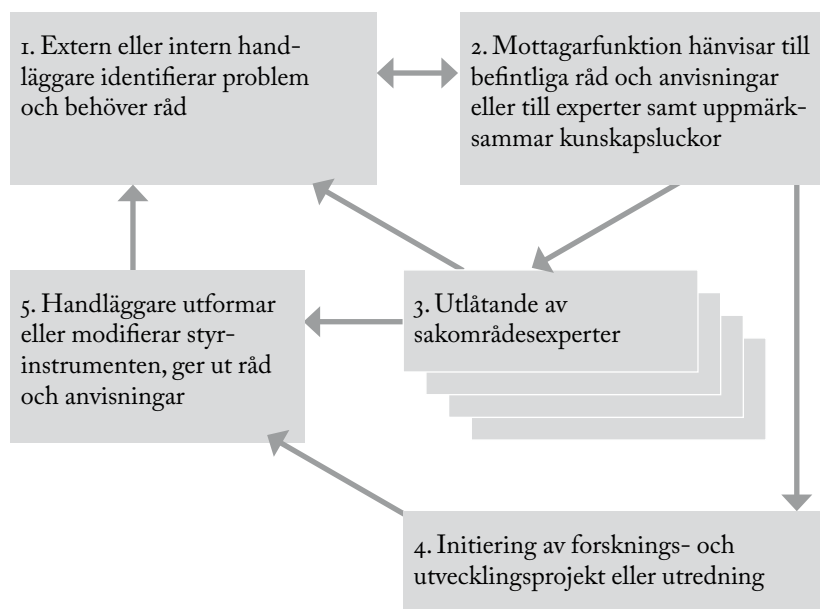 1. Extern eller intern hand-
läggare identifierar problem
och behöver råd
2. Mottagarfunktion hänvisar till
befintliga råd och anvisningar
eller till experter samt uppmärk-
sammar kunskapsluckor
3. Utlåtande av
sakområdesexperter
5. Handläggare utformar
eller modifierar styr-
instrumenten, ger ut råd
och anvisningar
4. Initiering av forsknings- och
utvecklingsprojekt eller utredning